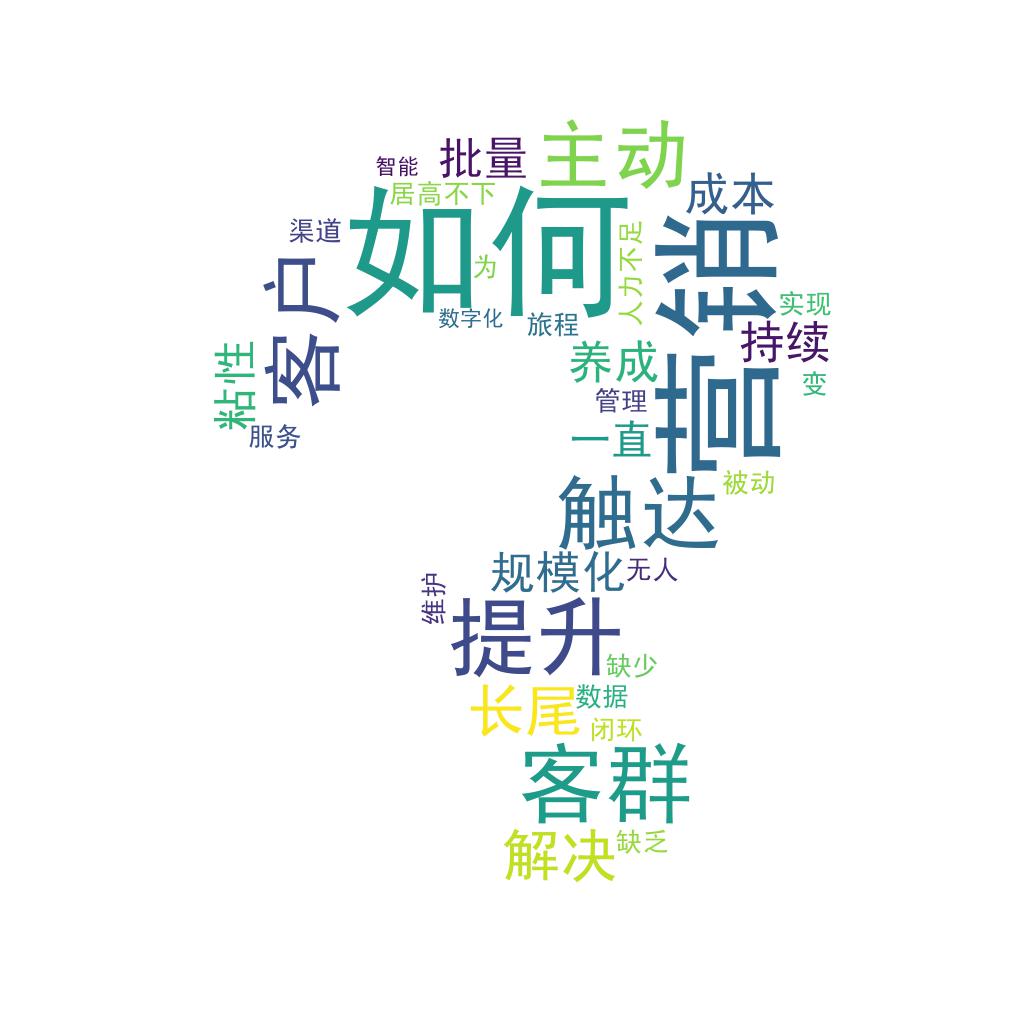 主动
批量
智能
居高不下
成本
如何
渠道
营销
人力不足
为
客户
数字化
旅程
实现
持续
粘性
养成
变
管理
服务
一直
被动
触达
规模化
无人
维护
提升
缺少
长尾
数据
闭环
客群
解决
缺乏